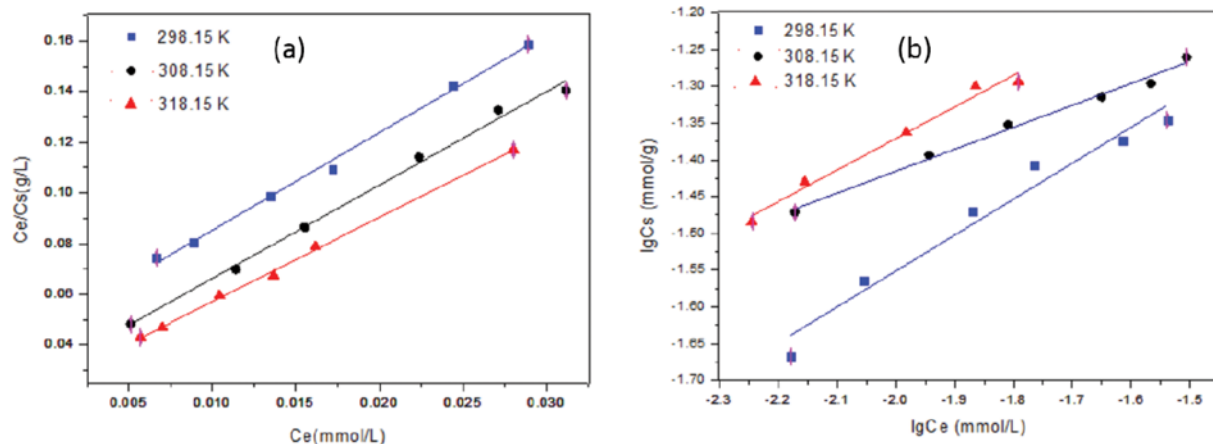 (a)
298.15 K
308.15 K
318.15 K
Ce/Cs(g/L)
0.16
0.14
0.12
0.10
0.08
0.06
0.04
0.005 0.010 0.015 0.020 0.025 0.030
Ce(mmol/L)
(b)
298.15 K
308.15 K
318.15 K
lgCs (mmol/g)
-1.20
-1.25
-1.30
-1.35
-1.40
-1.45
-1.50
-1.55
-1.60
-1.65
-1.70
-2.3 -2.2 -2.1 -2.0 -1.9 -1.8 -1.7 -1.6 -1.5 -1.4
lgCe (mmol/L)